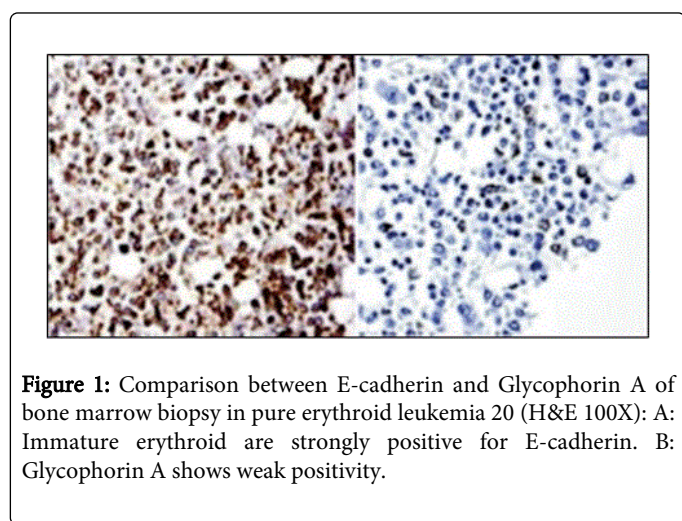 Figure 1: Comparison between E-cadherin and Glycophorin A of
bone marrow biopsy in pure erythroid leukemia 20 (H&E 100X): A:
Immature erythroid are strongly positive for E-cadherin. B:
Glycophorin A shows weak positivity.